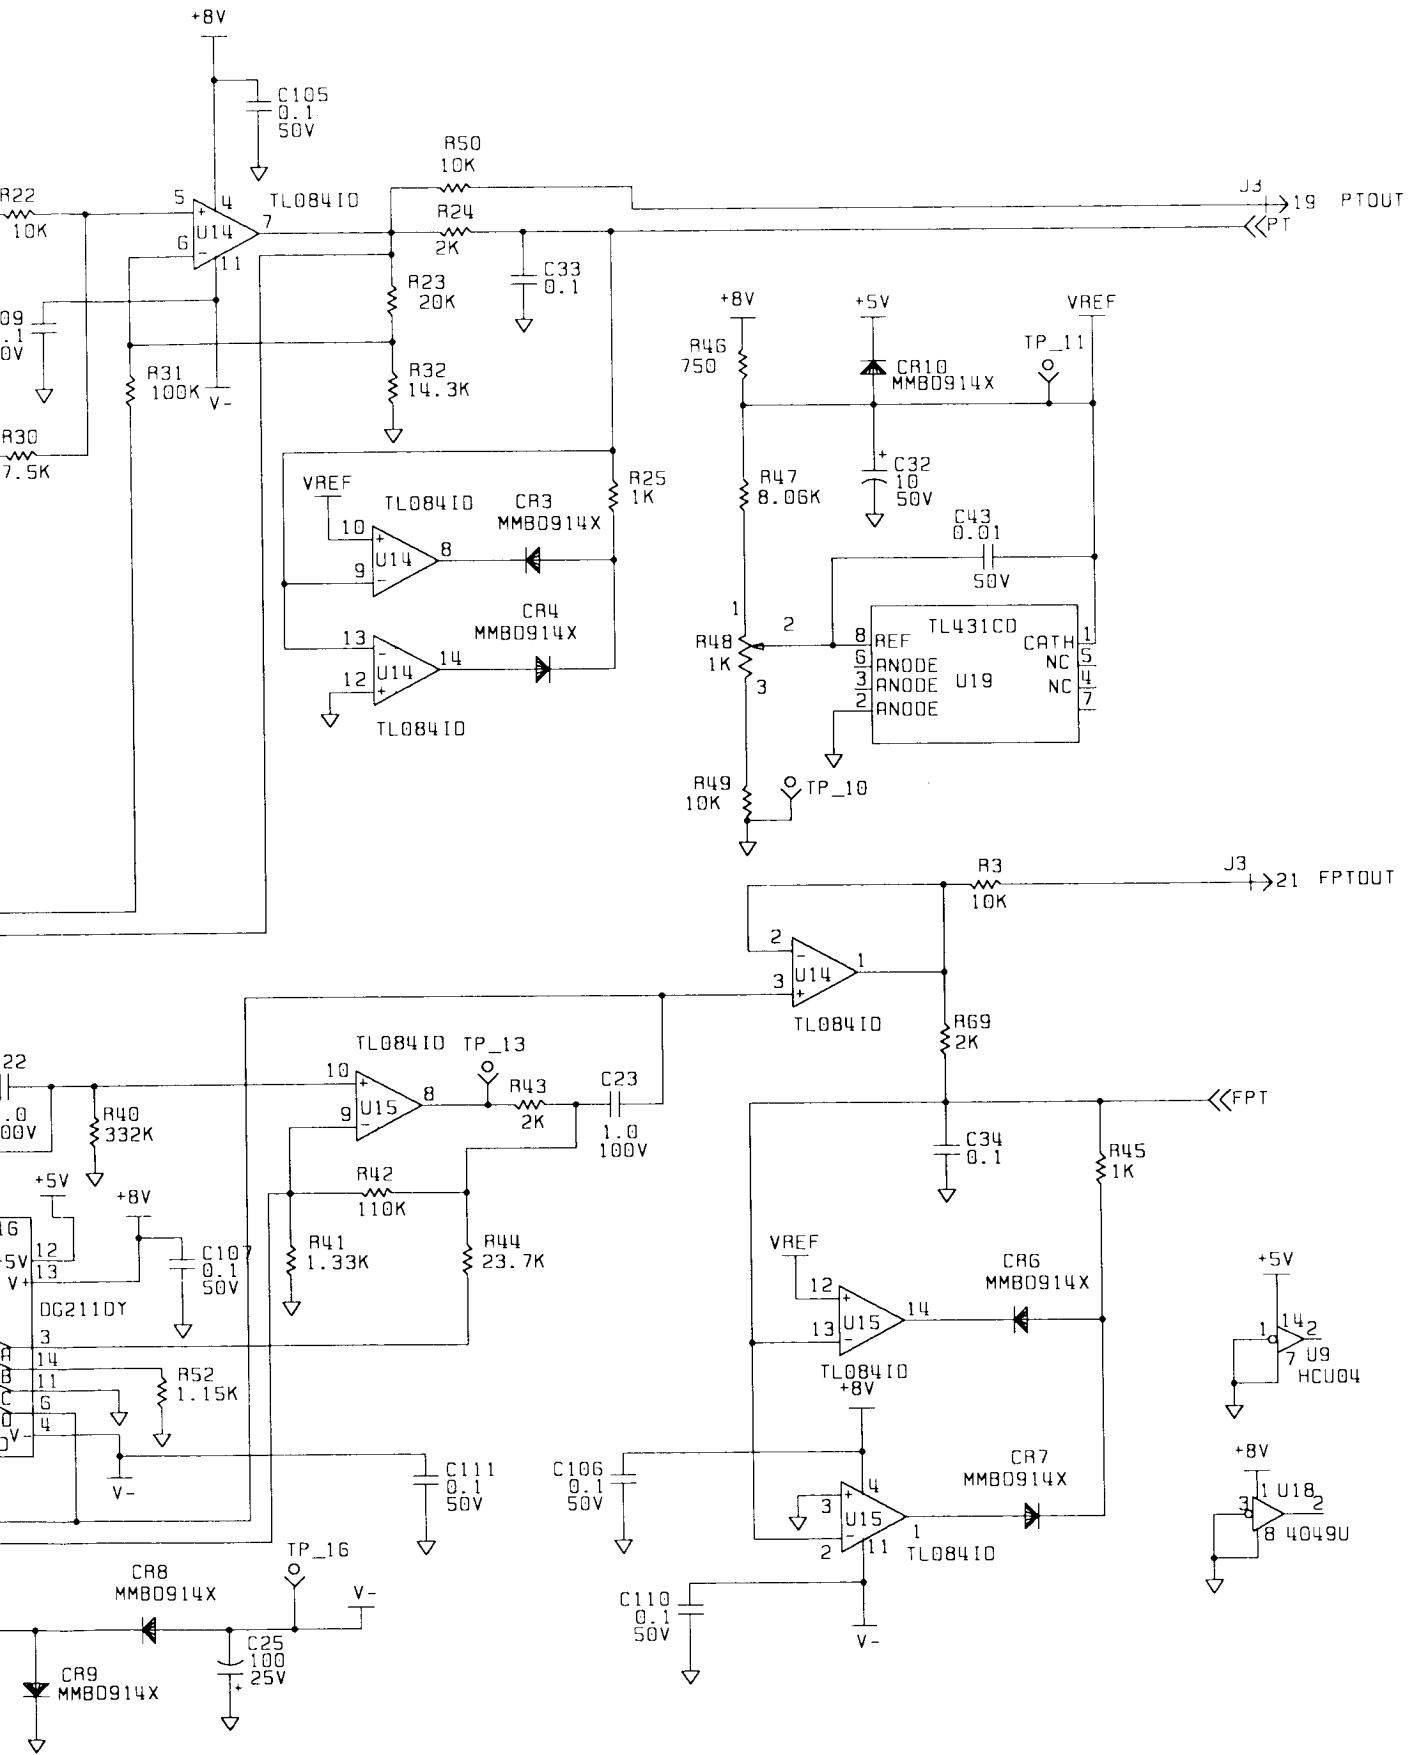 +8V
C105
0.1
50V
R50
10K
R22
10K
5
4
TL084ID
7
U14
+
6
-
11
R24
2K
J3
19 PTOUT
PT
C33
0.1
R23
20K
09
.1
0V
R31
100K
V-
R32
14.3K
R30
7.5K
+8V
+5V
VREF
R46
750
CR10
MMBD914X
TP_11
VREF
TL084ID
CR3
MMBD914X
R25
1K
10
+
U14
8
9
-
R47
8.06K
+
C32
10
50V
C43
0.01
50V
CR4
MMBD914X
13
-
U14
14
12
+
TL084ID
1
R48
1K
2
3
TL431CD
8 REF
CATH 1
6 ANODE
NC 5
3 ANODE
NC 4
2 ANODE
7
U19
R49
10K
TP_10
R3
10K
J3
21 FPTOUT
2
-
U14
1
3
+
TL084ID
R69
2K
22
.0
00V
R40
332K
TL084ID
TP_13
10
+
U15
8
9
-
R43
2K
C23
1.0
100V
FPT
C34
0.1
R45
1K
R42
110K
+5V
+8V
16
12
+5V
13
V+
C107
0.1
50V
R41
1.33K
R44
23.7K
DG211DY
3
A
14
B
11
C
6
D
4
V-
R52
1.15K
V-
VREF
12
+
U15
14
13
-
TL084ID
CR6
MMBD914X
+5V
1
14
2
7
U9
HCU04
+8V
C106
0.1
50V
C111
0.1
50V
4
+
3
U15
-
2
11
1
TL084ID
CR7
MMBD914X
+8V
1
U18
3
2
8
4049U
C110
0.1
50V
V-
TP_16
CR8
MMBD914X
V-
C25
100
25V
+
CR9
MMBD914X